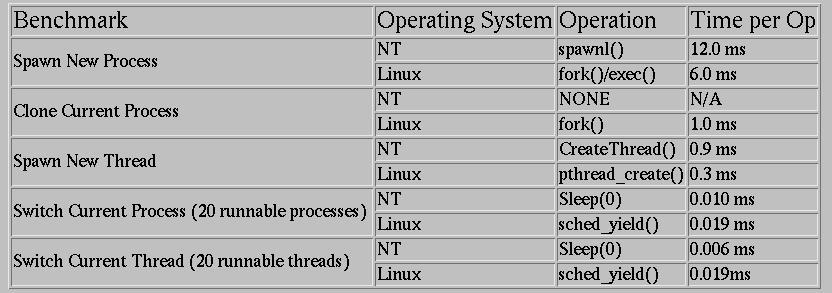 Benchmark Operating System Operation Time per Op
Spawn New Process NT spawnl() 12.0 ms
Linux fork()/exec() 6.0 ms
Clone Current Process NT NONE N/A
Linux fork() 1.0 ms
Spawn New Thread NT CreateThread() 0.9 ms
Linux pthread_create() 0.3 ms
Switch Current Process (20 runnable processes) NT Sleep(0) 0.010 ms
Linux sched_yield() 0.019 ms
Switch Current Thread (20 runnable threads) NT Sleep(0) 0.006 ms
Linux sched_yield() 0.019ms